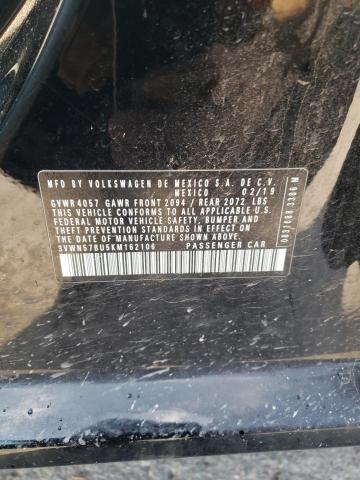 MFD BY VOLKSWAGEN DE MEXICO S.A. DE C.V.
MEXICO 02/19
GVWR 4057 GAWR FRONT 2094 / REAR 2072 LBS
THIS VEHICLE CONFORMS TO ALL APPLICABLE U.S.
FEDERAL MOTOR VEHICLE SAFETY, BUMPER AND
THEFT PREVENTION STANDARDS IN EFFECT ON
THE DATE OF MANUFACTURE SHOWN ABOVE.
3VWN57BU5KM162106 PASSENGER CAR